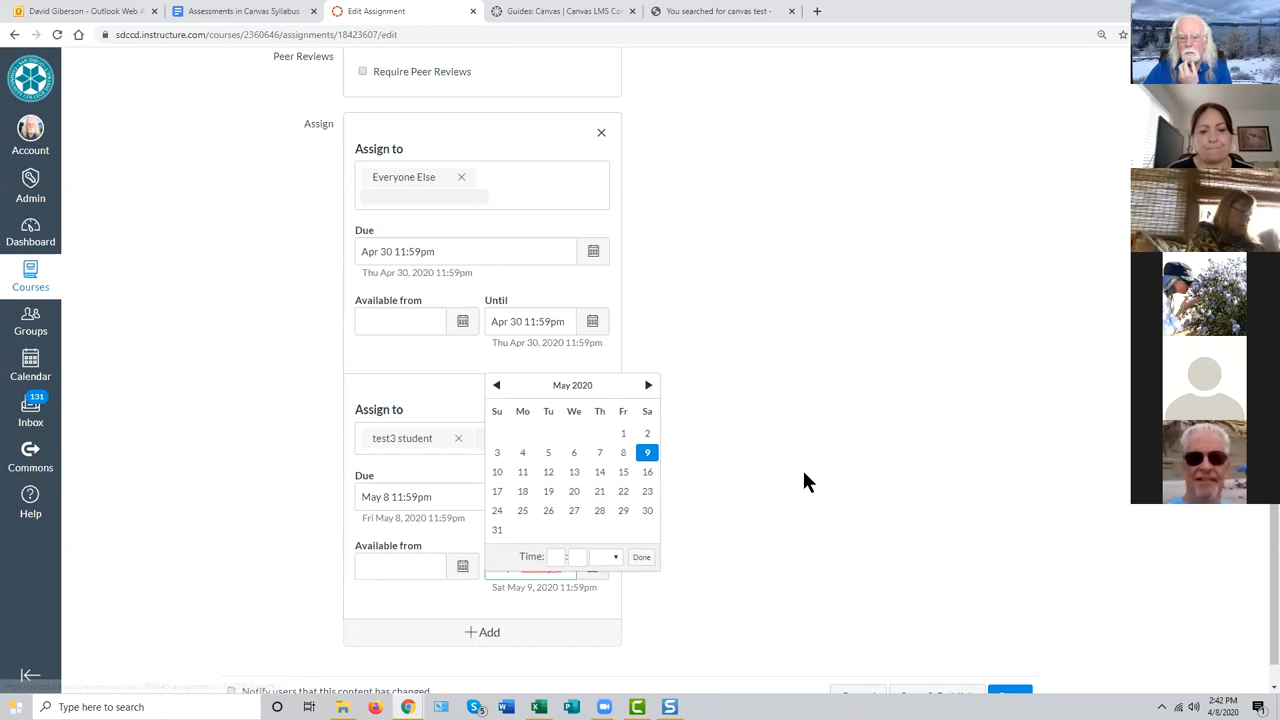 David Giberson – Outlook Web A
Assessments in Canvas Syllabus -
Edit Assignment
Guides: Canvas | Canvas LMS Co
You searched for canvas test -
sdccd.instructure.com/courses/2360646/assignments/18423607/edit
Account
Admin
Dashboard
Courses
Groups
Calendar
131
Inbox
Commons
Help
Peer Reviews
Require Peer Reviews
Assign
Assign to
Everyone Else
Due
Apr 30 11:59pm
Thu Apr 30, 2020 11:59pm
Available from
Until
Apr 30 11:59pm
Thu Apr 30, 2020 11:59pm
Assign to
test3 student
Due
May 8 11:59pm
Fri May 8, 2020 11:59pm
Available from
May 2020
Su Mo Tu We Th Fr Sa
1 2
3 4 5 6 7 8 9
10 11 12 13 14 15 16
17 18 19 20 21 22 23
24 25 26 27 28 29 30
31
Time: :
Done
Sat May 9, 2020 11:59pm
+ Add
Notify users that this content has changed
Type here to search
5
2:42 PM
4/8/2020
1